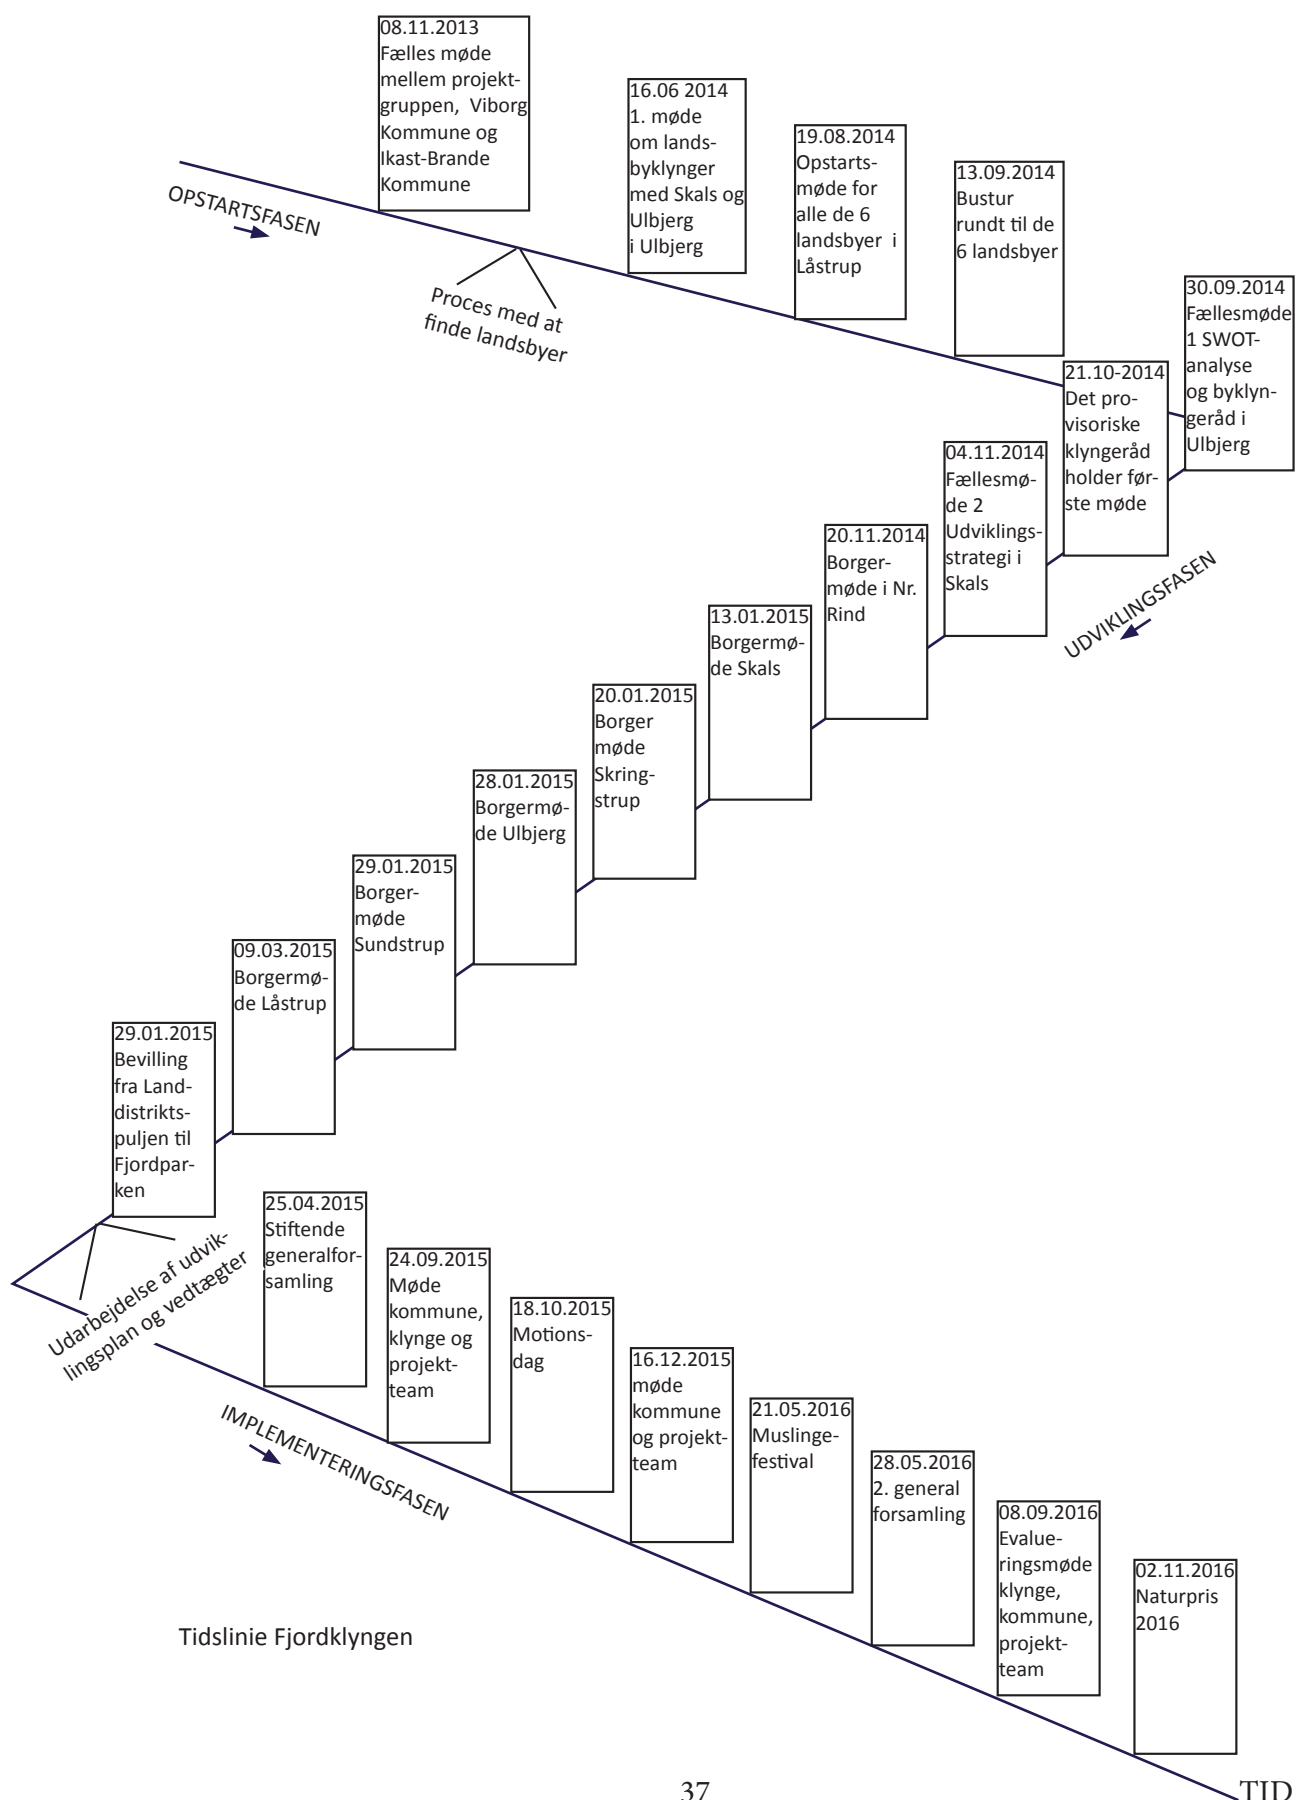 08.11.2013
Fælles møde
mellem projekt-
gruppen, Viborg
Kommune og
Ikast-Brande
Kommune
16.06 2014
1. møde
om lands-
byklynger
med Skals og
Ulbjerg
i Ulbjerg
19.08.2014
Opstarts-
møde for
alle de 6
landsbyer i
Låstrup
13.09.2014
Bustur
rundt til de
6 landsbyer
OPSTARTSFASEN
Proces med at
finde landsbyer
30.09.2014
Fællesmøde
1 SWOT-
analyse
og byklyn-
geråd i
Ulbjerg
21.10-2014
Det pro-
visoriske
klyngeråd
holder før-
ste møde
04.11.2014
Fællesmø-
de 2
Udviklings-
strategi i
Skals
UDVIKLINGSFASEN
20.11.2014
Borger-
møde i Nr.
Rind
13.01.2015
Borgermø-
de Skals
20.01.2015
Borger
møde
Skring-
strup
28.01.2015
Borgermø-
de Ulbjerg
29.01.2015
Borger-
møde
Sundstrup
09.03.2015
Borgermø-
de Låstrup
29.01.2015
Bevilling
fra Land-
distrikts-
puljen til
Fjordpar-
ken
Udarbejdelse af udvik-
lingsplan og vedtægter
25.04.2015
Stiftende
generalfor-
samling
24.09.2015
Møde
kommune,
klynge og
projekt-
team
18.10.2015
Motions-
dag
16.12.2015
møde
kommune
og projekt-
team
21.05.2016
Muslinge-
festival
28.05.2016
2. general
forsamling
08.09.2016
Evalue-
ringsmøde
klynge,
kommune,
projekt-
team
02.11.2016
Naturpris
2016
IMPLEMENTERINGSFASEN
Tidslinie Fjordklyngen
37
TID